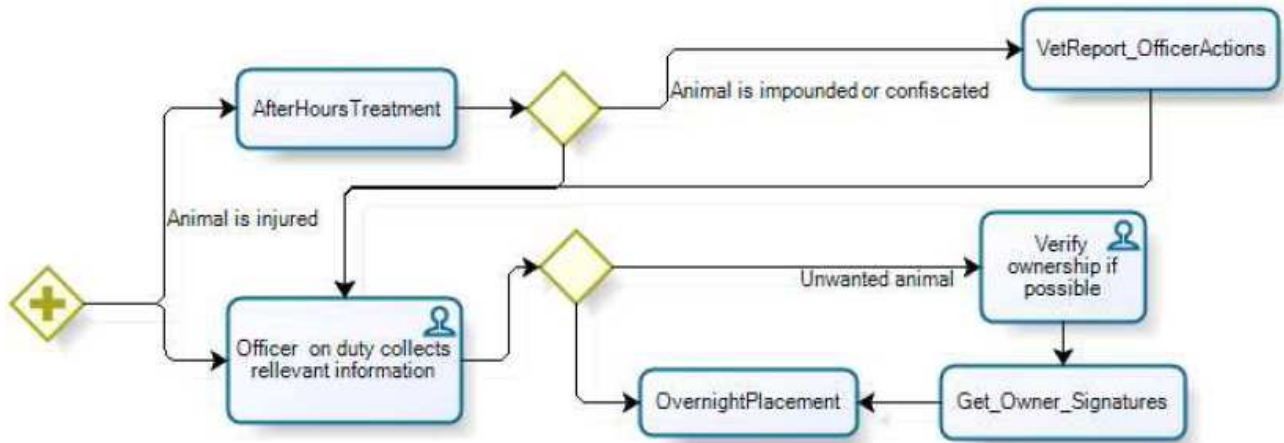 VetReport_OfficerActions
Animal is impounded or confiscated
AfterHoursTreatment
Animal is injured
Verify
ownership if
possible
Unwanted animal
Officer on duty collects
rellevant information
OvernightPlacement
Get_Owner_Signatures